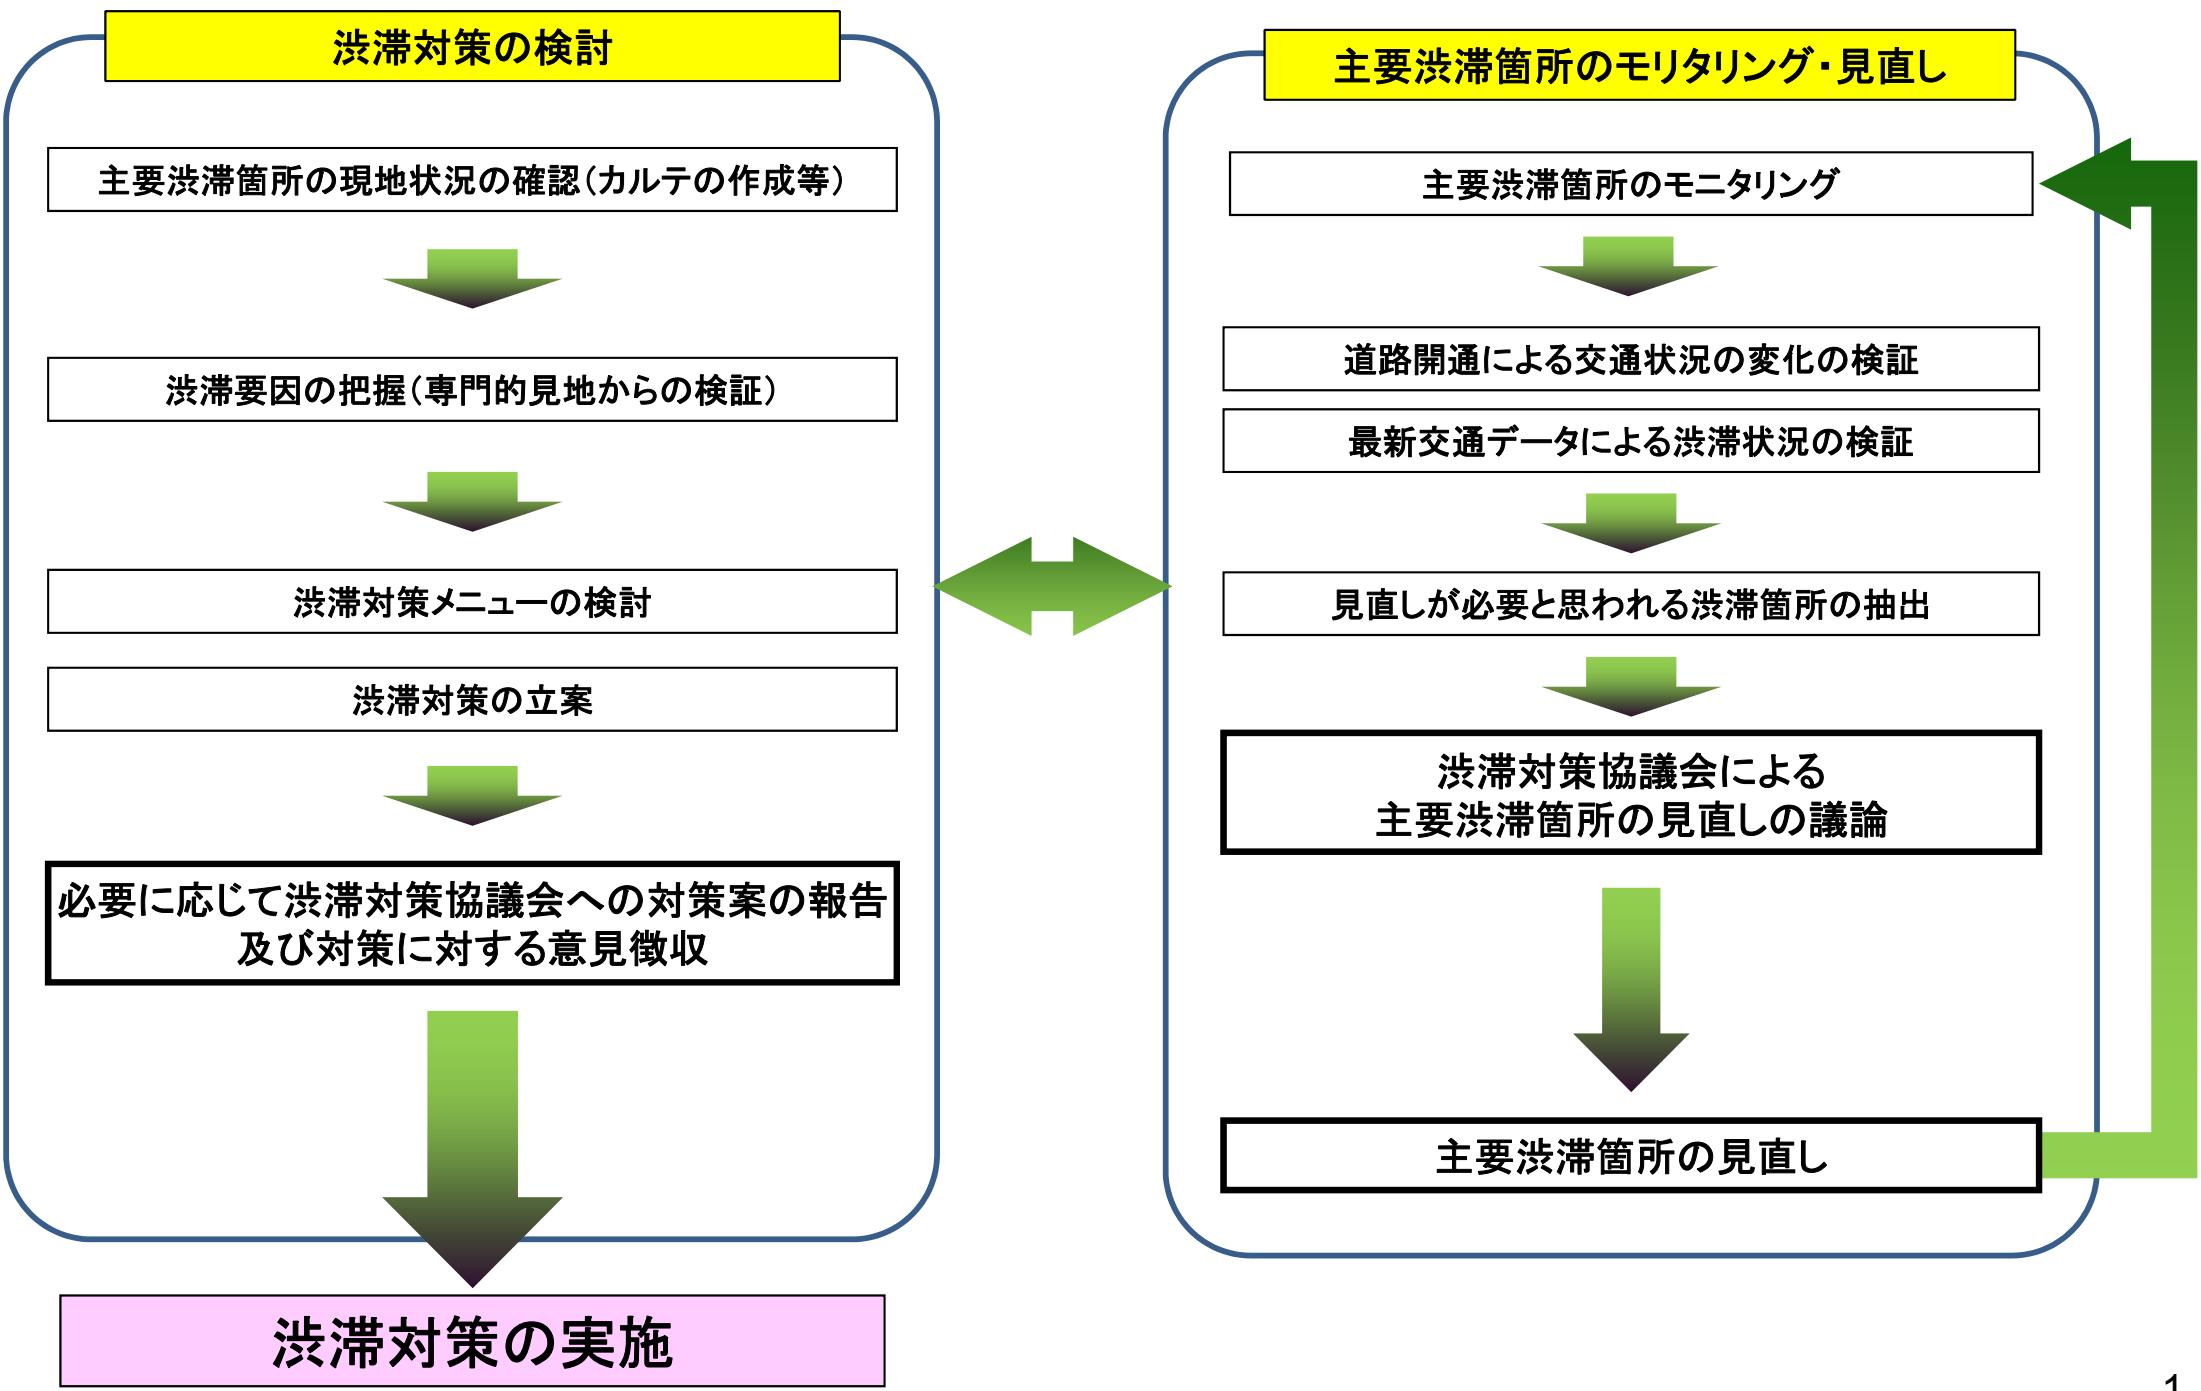 渋滞対策の検討
主要渋滞箇所の現地状況の確認（カルテの作成等）
渋滞要因の把握（専門的見地からの検証）
渋滞対策メニューの検討
渋滞対策の立案
必要に応じて渋滞対策協議会への対策案の報告
及び対策に対する意見徴収
渋滞対策の実施
主要渋滞箇所のモリタリング・見直し
主要渋滞箇所のモニタリング
道路開通による交通状況の変化の検証
最新交通データによる渋滞状況の検証
見直しが必要と思われる渋滞箇所の抽出
渋滞対策協議会による
主要渋滞箇所の見直しの議論
主要渋滞箇所の見直し
1